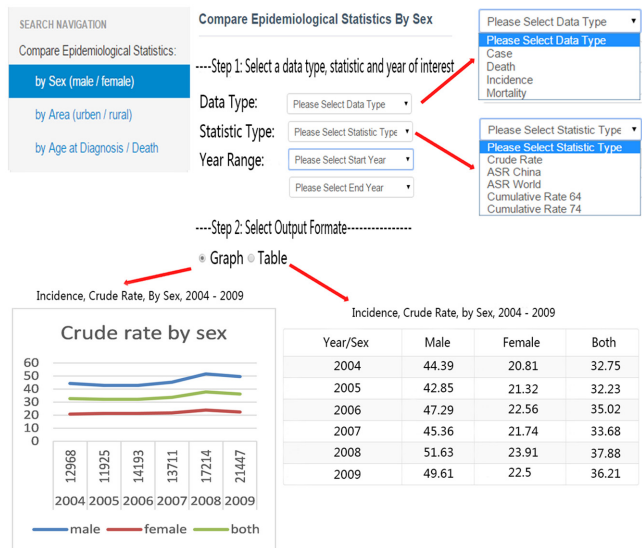 SEARCH NAVIGATION
Compare Epidemiological Statistics:
by Sex (male / female)
by Area (urben / rural)
by Age at Diagnosis / Death
Compare Epidemiological Statistics By Sex
----Step 1: Select a data type, statistic and year of interest
Data Type:
Please Select Data Type
Statistic Type:
Please Select Statistic Type
Year Range:
Please Select Start Year
Please Select End Year
Please Select Data Type
Please Select Data Type
Case
Death
Incidence
Mortality
Please Select Statistic Type
Please Select Statistic Type
Crude Rate
ASR China
ASR World
Cumulative Rate 64
Cumulative Rate 74
----Step 2: Select Output Formate----------------
Graph Table
Incidence, Crude Rate, By Sex, 2004 - 2009
Crude rate by sex
60
50
40
30
20
10
0
12968 11925 14193 13711 17214 21447
2004 2005 2006 2007 2008 2009
male female both
Incidence, Crude Rate, by Sex, 2004 - 2009
Year/Sex Male Female Both
2004 44.39 20.81 32.75
2005 42.85 21.32 32.23
2006 47.29 22.56 35.02
2007 45.36 21.74 33.68
2008 51.63 23.91 37.88
2009 49.61 22.5 36.21